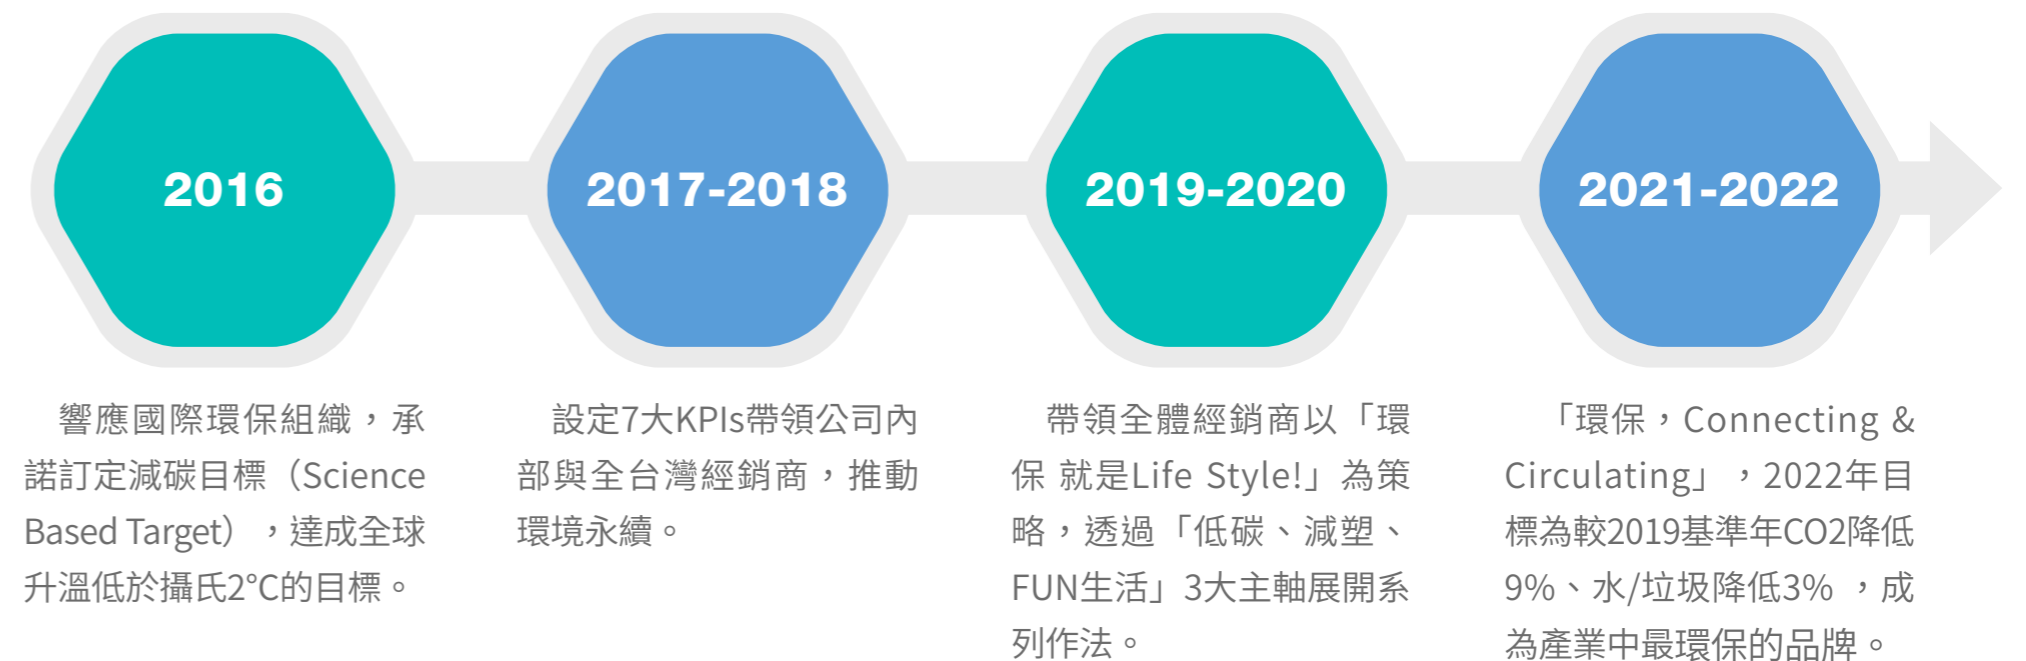 2016
響應國際環保組織，承
諾訂定減碳目標（Science
Based Target），達成全球
升溫低於攝氏2°C的目標。
2017-2018
設定7大KPIs帶領公司內
部與全台灣經銷商，推動
環境永續。
2019-2020
帶領全體經銷商以「環
保 就是Life Style!」為策
略，透過「低碳、減塑、
FUN生活」3大主軸展開系
列作法。
2021-2022
「環保，Connecting &
Circulating」，2022年目
標為較2019基準年CO2降低
9%、水/垃圾降低3% ，成
為產業中最環保的品牌。